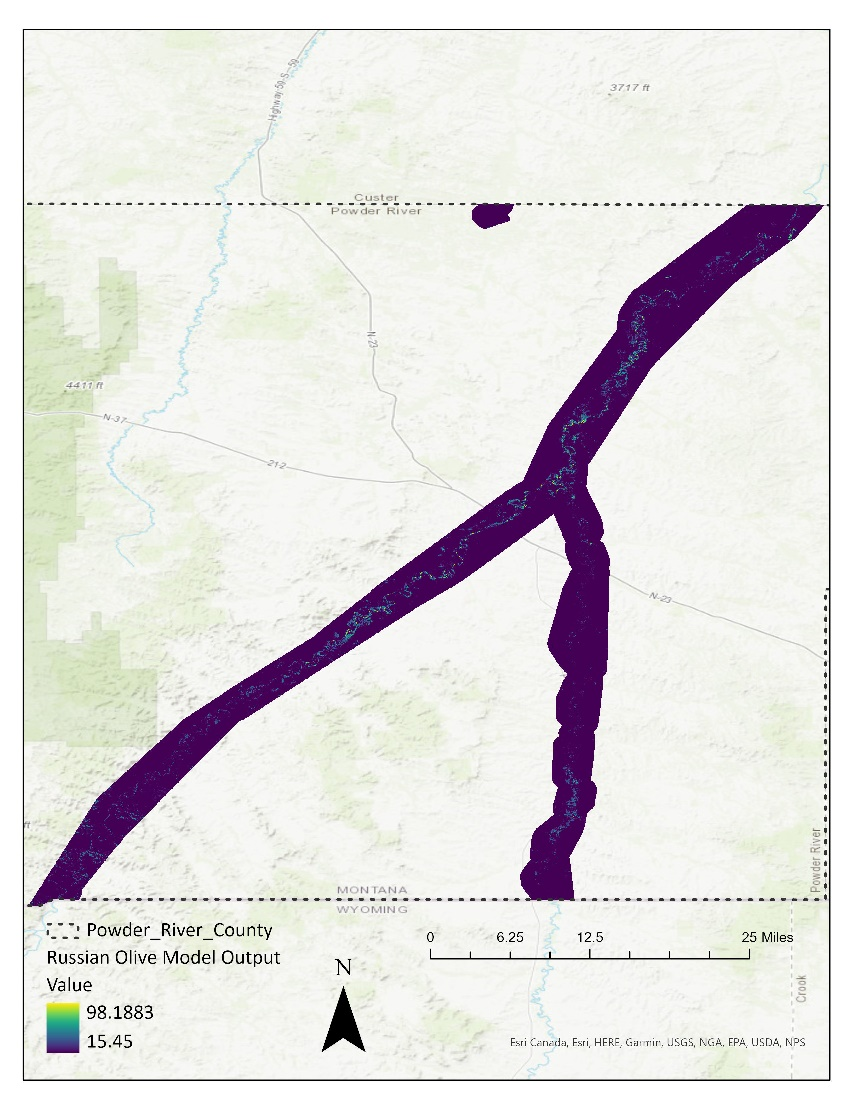 Highway 59 S
59
3717 ft
Custer
Powder River
N-23
4411 ft
N-37
212
N-23
Powder River
ft
MONTANA
WYOMING
Powder_River_County
Russian Olive Model Output
Value
98.1883
15.45
N
0 6.25 12.5 25 Miles
Crook
Esri Canada, Esri, HERE, Garmin, USGS, NGA, EPA, USDA, NPS